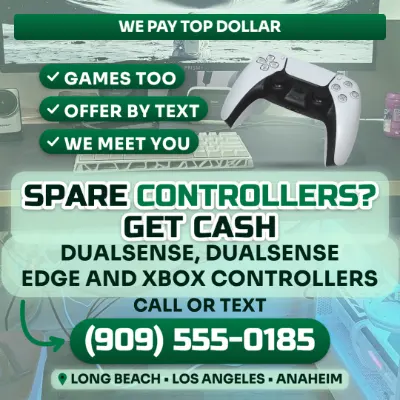 WE PAY TOP DOLLAR
✓ GAMES TOO
✓ OFFER BY TEXT
✓ WE MEET YOU
SPARE CONTROLLERS?
GET CASH
DUALSENSE, DUALSENSE
EDGE AND XBOX CONTROLLERS
CALL OR TEXT
(909) 555-0185
LONG BEACH • LOS ANGELES • ANAHEIM